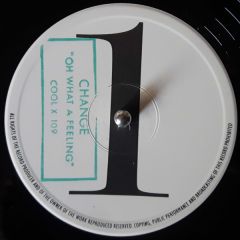 CHANGE
"OH WHAT A FEELING"
COOL X 109
1
ALL RIGHTS OF THE RECORD PRODUCER AND OF THE OWNER OF THE WORK REPRODUCED RESERVED. COPYING, PUBLIC PERFORMANCE AND BROADCASTING OF THIS RECORD PROHIBITED